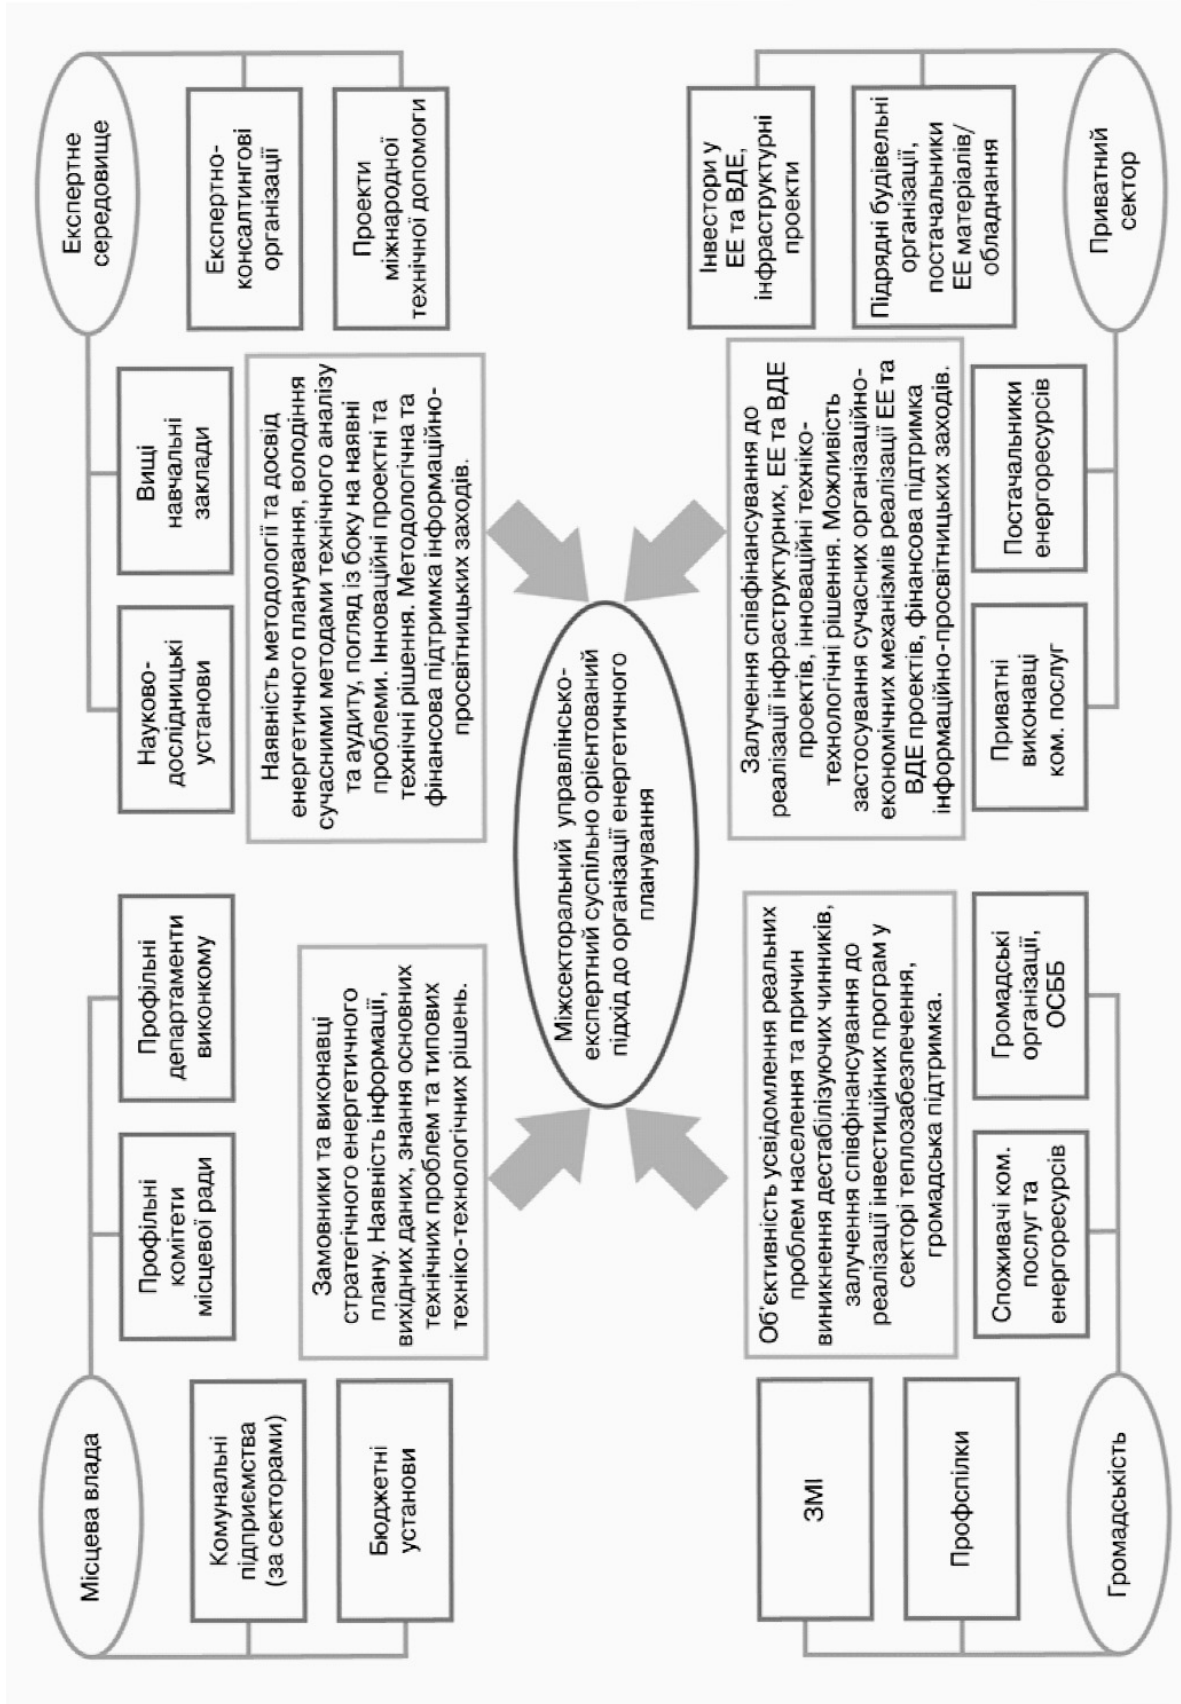 Місцева влада
Комунальні
підприємства
(за секторами)
Бюджетні
установи
Профільні
комітети
місцевої ради
Профільні
департаменти
виконкому
Замовники та виконавці
стратегічного енергетичного
плану. Наявність інформації,
вихідних даних, знання основних
технічних проблем та типових
техніко-технологічних рішень.
Експертне
середовище
Науково-
дослідницькі
установи
Вищі
навчальні
заклади
Експертно-
консалтингові
організації
Проекти
міжнародної
технічної допомоги
Наявність методології та досвід
енергетичного планування, володіння
сучасними методами технічного аналізу
та аудиту, погляд із боку на наявні
проблеми. Інноваційні проектні та
технічні рішення. Методологічна та
фінансова підтримка інформаційно-
просвітницьких заходів.
Міжсекторальний управлінсько-
експертний суспільно орієнтований
підхід до організації енергетичного
планування
Об'єктивність усвідомлення реальних
проблем населення та причин
виникнення дестабілізуючих чинників,
залучення співфінансування до
реалізації інвестиційних програм у
секторі теплозабезпечення,
громадська підтримка.
ЗМІ
Профспілки
Споживачі ком.
послуг та
енергоресурсів
Громадські
організації,
ОСББ
Громадськість
Залучення співфінансування до
реалізації інфраструктурних, ЕЕ та ВДЕ
проектів, інноваційні техніко-
технологічні рішення. Можливість
застосування сучасних організаційно-
економічних механізмів реалізації ЕЕ та
ВДЕ проектів, фінансова підтримка
інформаційно-просвітницьких заходів.
Інвестори у
ЕЕ та ВДЕ,
інфраструктурні
проекти
Підрядні будівельні
організації,
постачальники
ЕЕ матеріалів/
обладнання
Приватні
виконавці
ком. послуг
Постачальники
енергоресурсів
Приватний
сектор